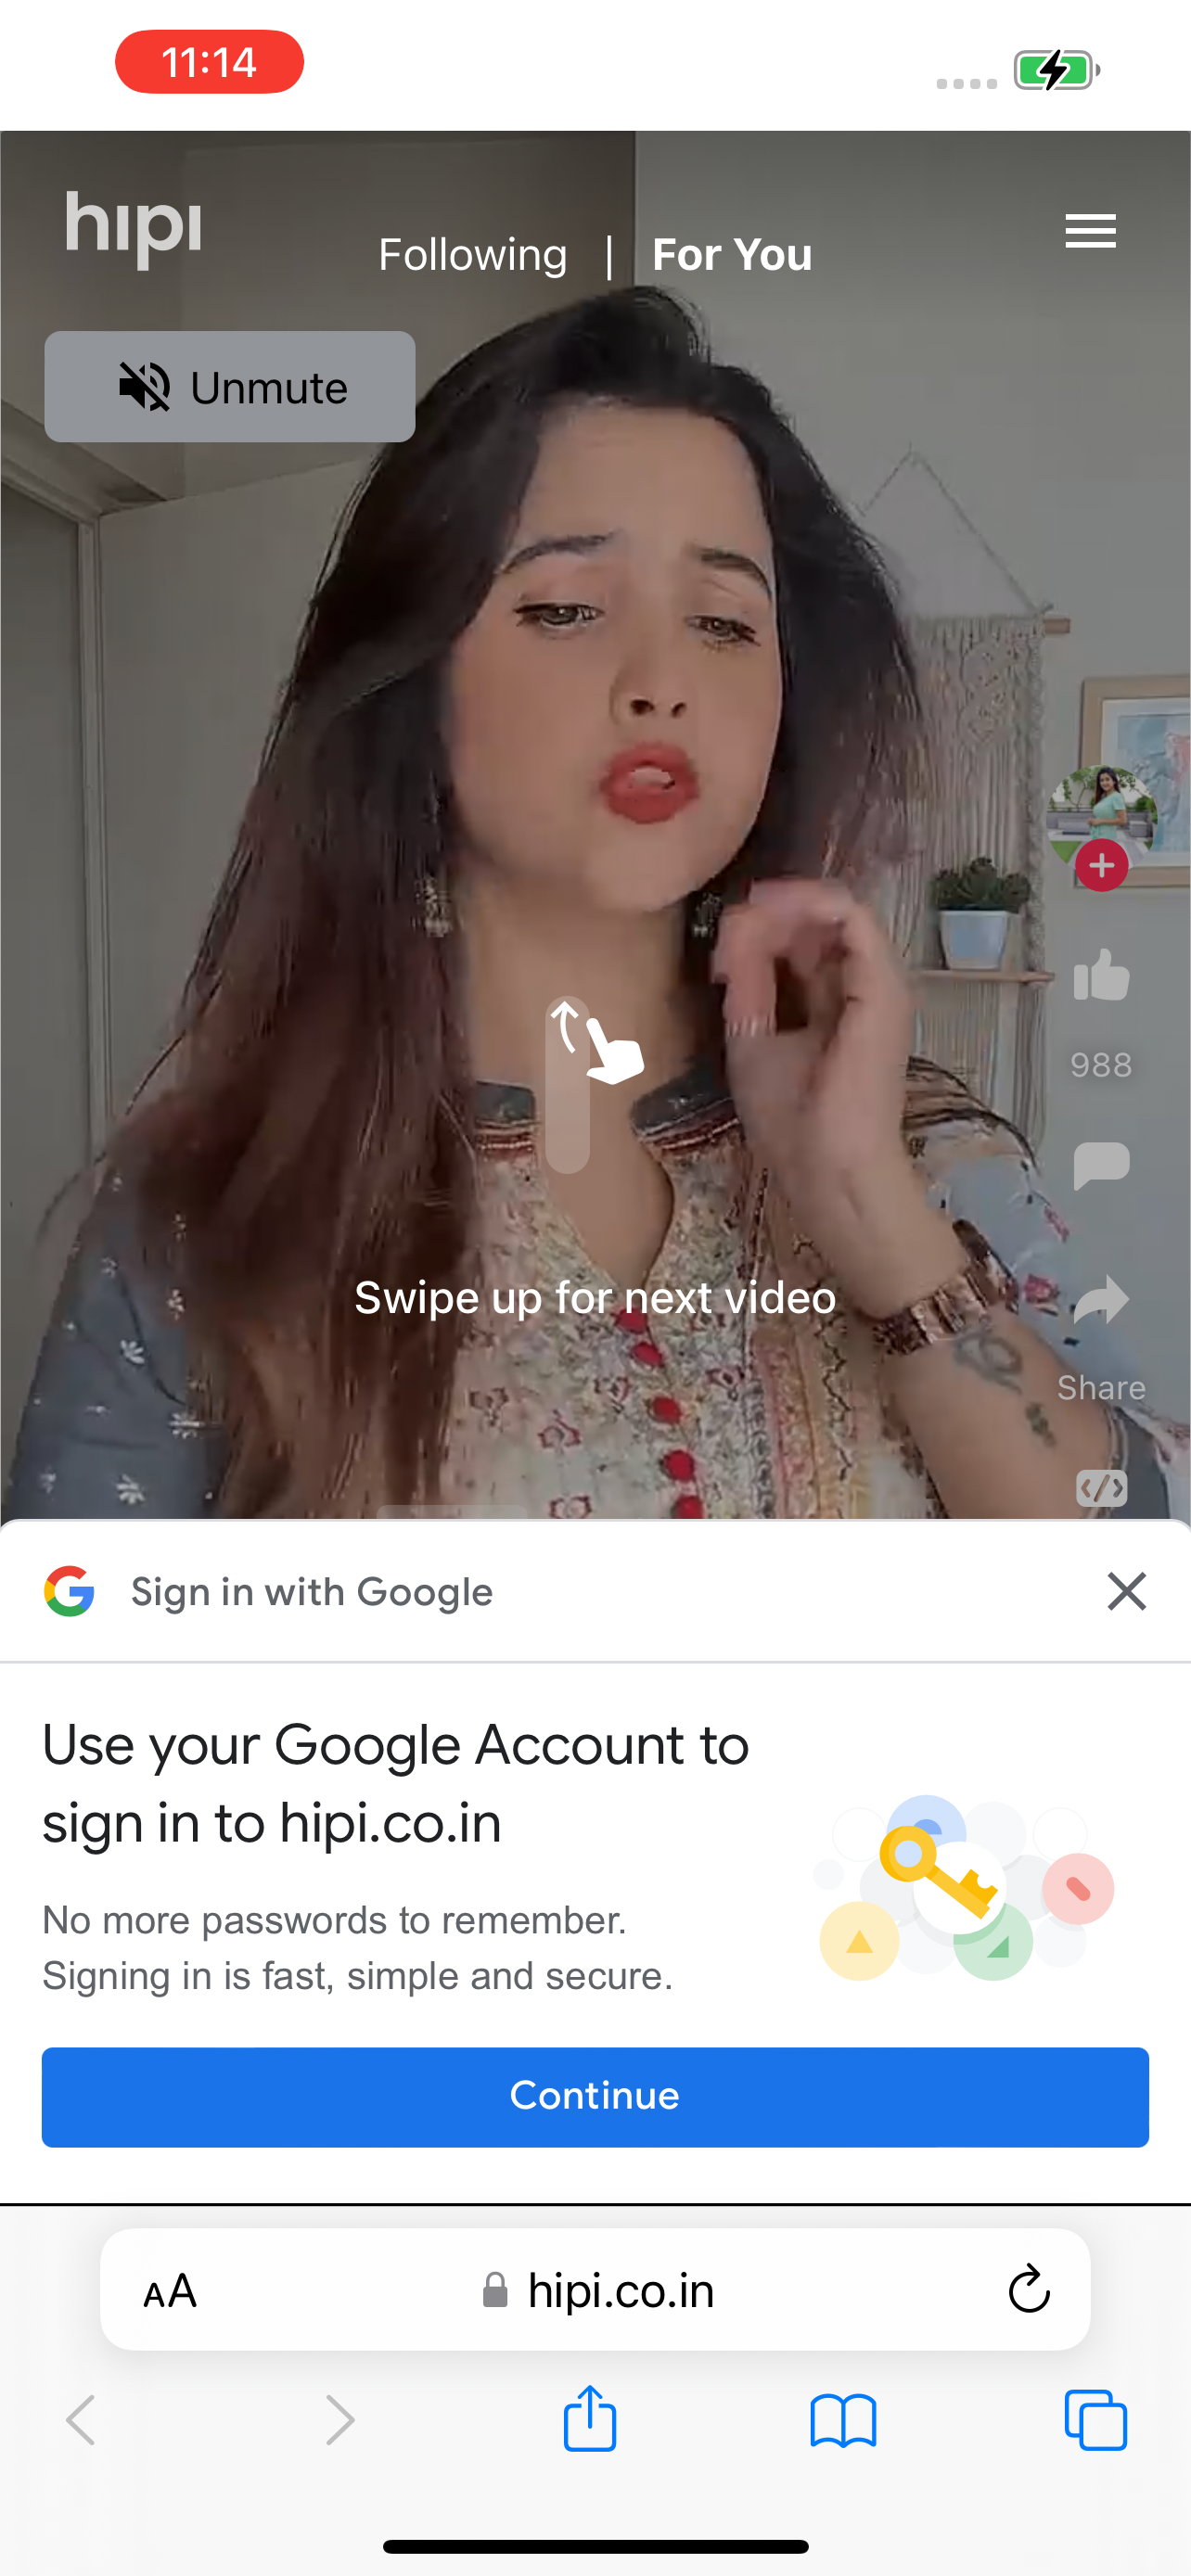 11:14
hipi
Following | For You
Unmute
988
Swipe up for next video
Share
Sign in with Google
Use your Google Account to
sign in to hipi.co.in
No more passwords to remember.
Signing in is fast, simple and secure.
Continue
AA hipi.co.in